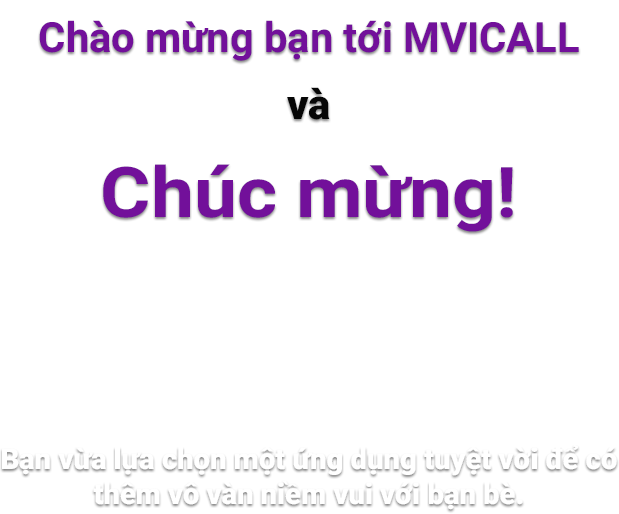 Chào mừng bạn tới MVICALL
và
Chúc mừng!
Bạn vừa lựa chọn một ứng dụng tuyệt vời để có
thêm vô vàn niềm vui với bạn bè.